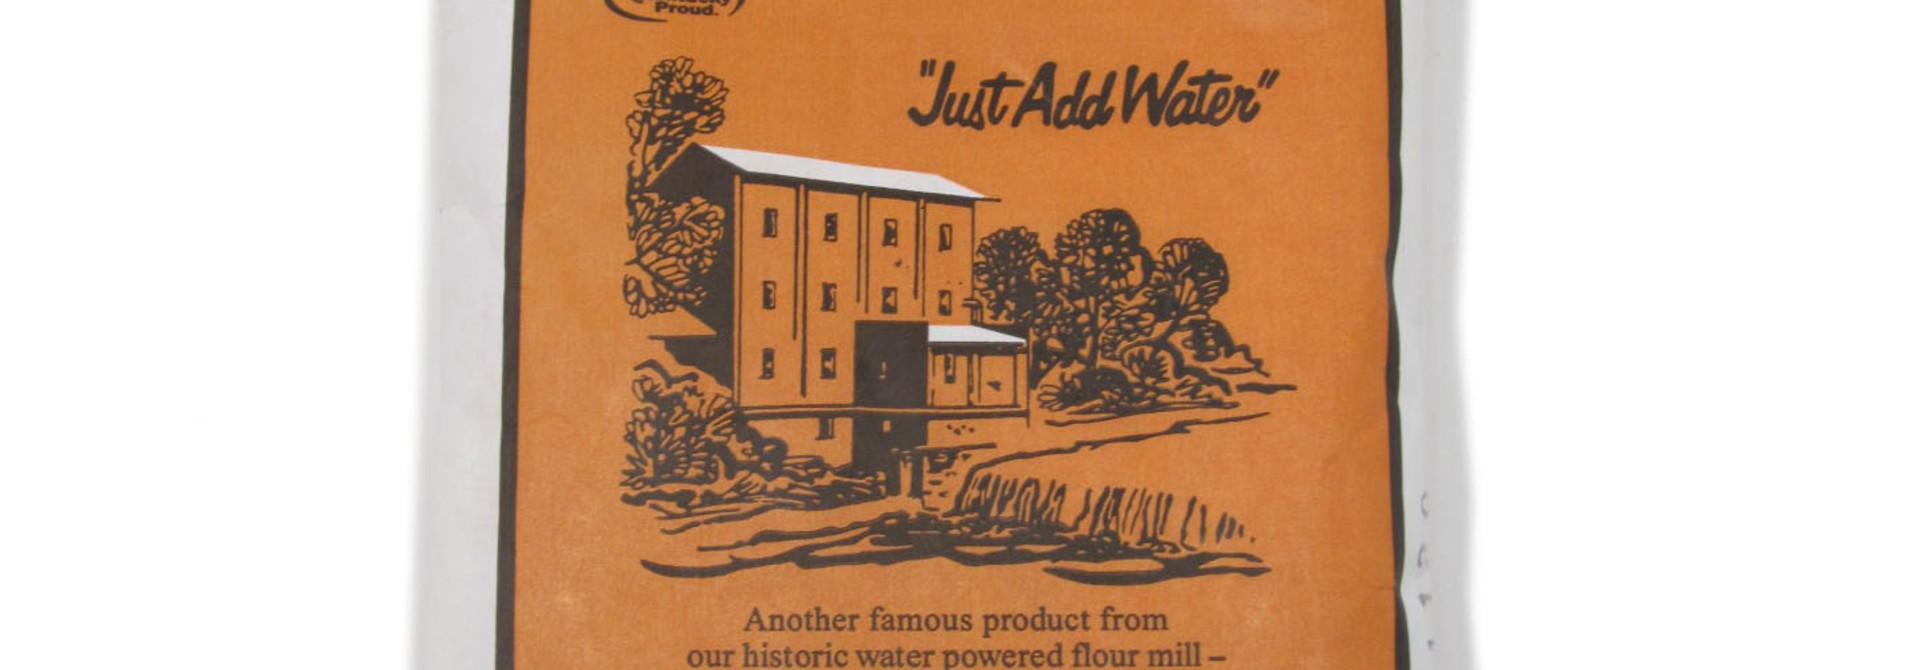 Proud.
"Just Add Water"
Another famous product from
our historic water powered flour mill –